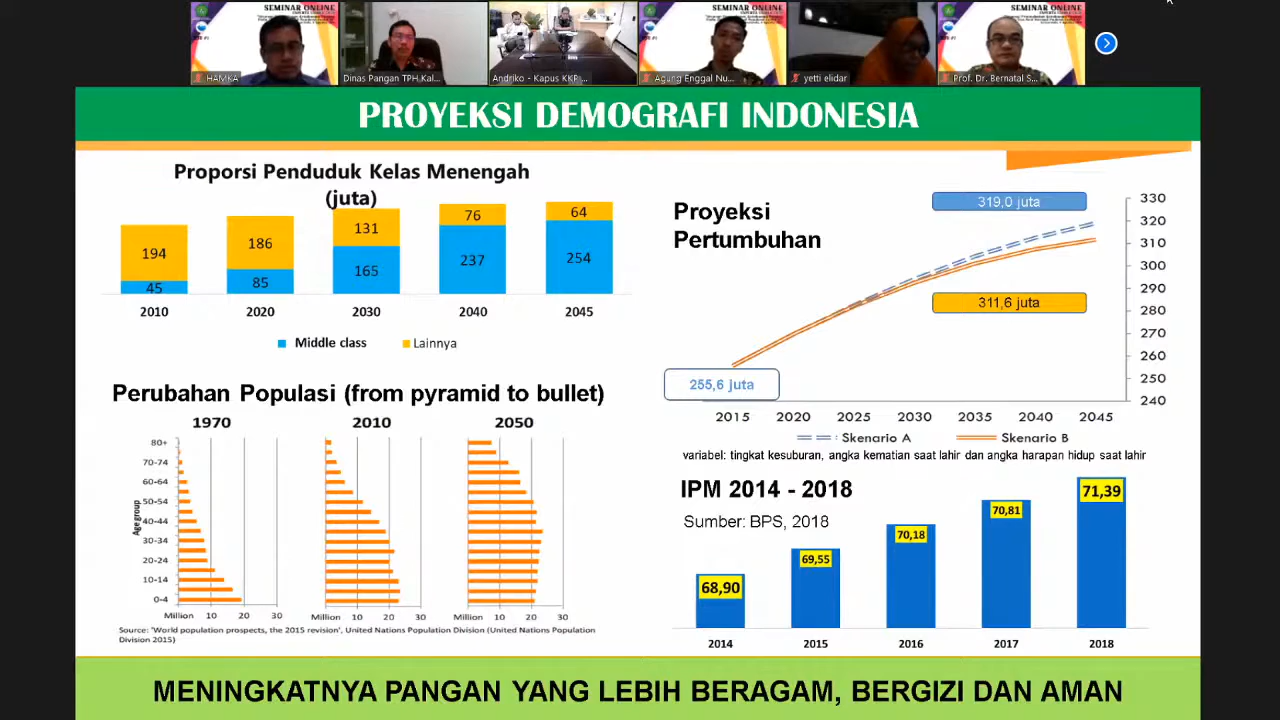 SEMINAR ONLINE
SEMINAR ONLINE
SEMINAR ONLINE
HAMKA
Dinas Pangan TPH,Kal...
Andriko - Kapus KKP ...
Agung Enggal Nu...
yetti elidar
Prof. Dr. Bernatal S...
PROYEKSI DEMOGRAFI INDONESIA
Proporsi Penduduk Kelas Menengah
(juta)
194
186
131
76
64
45
85
165
237
254
2010
2020
2030
2040
2045
Middle class
Lainnya
Proyeksi
Pertumbuhan
319,0 juta
311,6 juta
255,6 juta
330
320
310
300
290
280
270
260
250
240
2015
2020
2025
2030
2035
2040
2045
Skenario A
Skenario B
variabel: tingkat kesuburan, angka kematian saat lahir dan angka harapan hidup saat lahir
Perubahan Populasi (from pyramid to bullet)
1970
2010
2050
Age group
80+
70-74
60-64
50-54
40-44
30-34
20-24
10-14
0-4
Million 10 20 30
Million 10 20 30
Million 10 20 30
Source: 'World population prospects, the 2015 revision', United Nations Population Division (United Nations Population
Division 2015)
IPM 2014 - 2018
Sumber: BPS, 2018
68,90
69,55
70,18
70,81
71,39
2014
2015
2016
2017
2018
MENINGKATNYA PANGAN YANG LEBIH BERAGAM, BERGIZI DAN AMAN